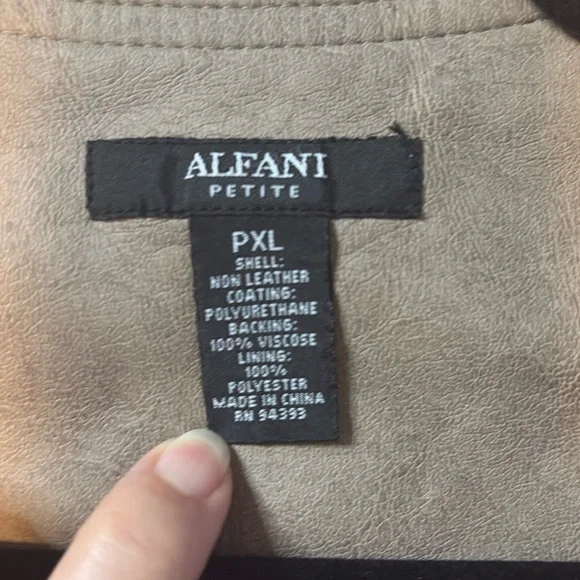 ALFANI
PETITE
PXL
SHELL:
NON LEATHER
COATING:
POLYURETHANE
BACKING:
100% VISCOSE
LINING:
100%
POLYESTER
MADE IN CHINA
RN 94393